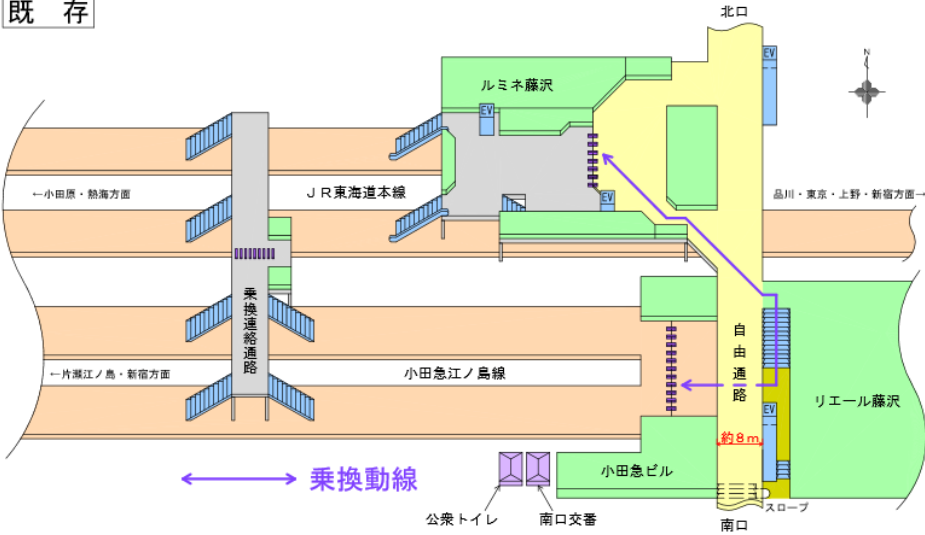 既 存
北口
EV
N
ルミネ藤沢
EV
←小田原・熱海方面
JR東海道本線
EV
品川・東京・上野・新宿方面→
乗換連絡通路
自由通路
←片瀬江ノ島・新宿方面
小田急江ノ島線
リエール藤沢
EV
約8m
小田急ビル
乗換動線
公衆トイレ
南口交番
スロープ
南口